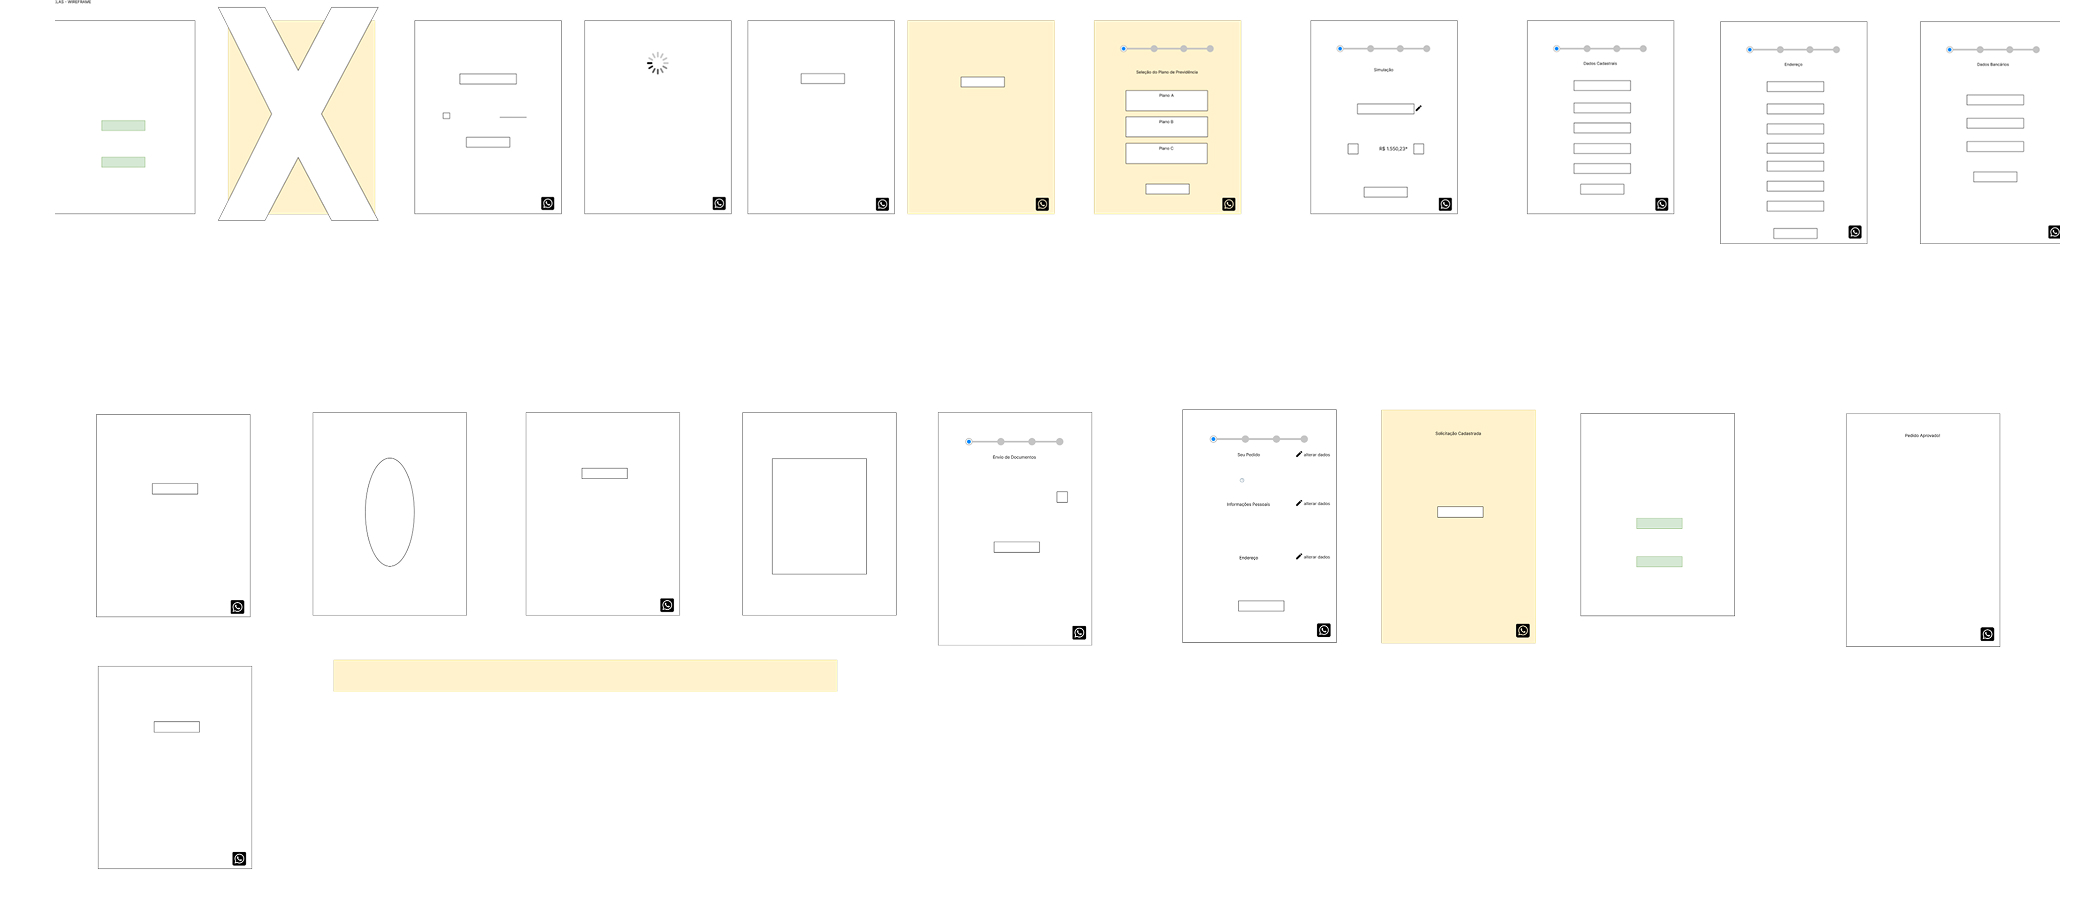 ELAS - WIREFRAME
Seleção do Plano de Previdência
Plano A
Plano B
Plano C
Simulação
R$ 1.550,23*
Dados Cadastrais
Endereço
Dados Bancários
Envio de Documentos
Seu Pedido
alterar dados
Informações Pessoais
alterar dados
Endereço
alterar dados
Solicitação Cadastrada
Pedido Aprovado!